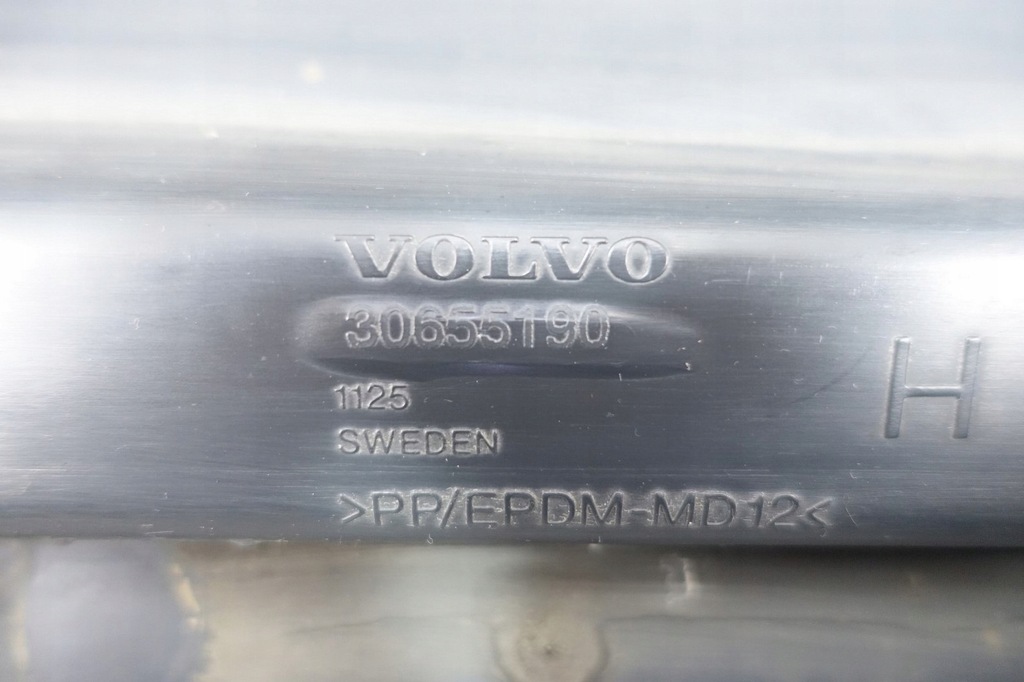 VOLVO
30655190
1125
SWEDEN
H
>PP/EPDM-MD12<